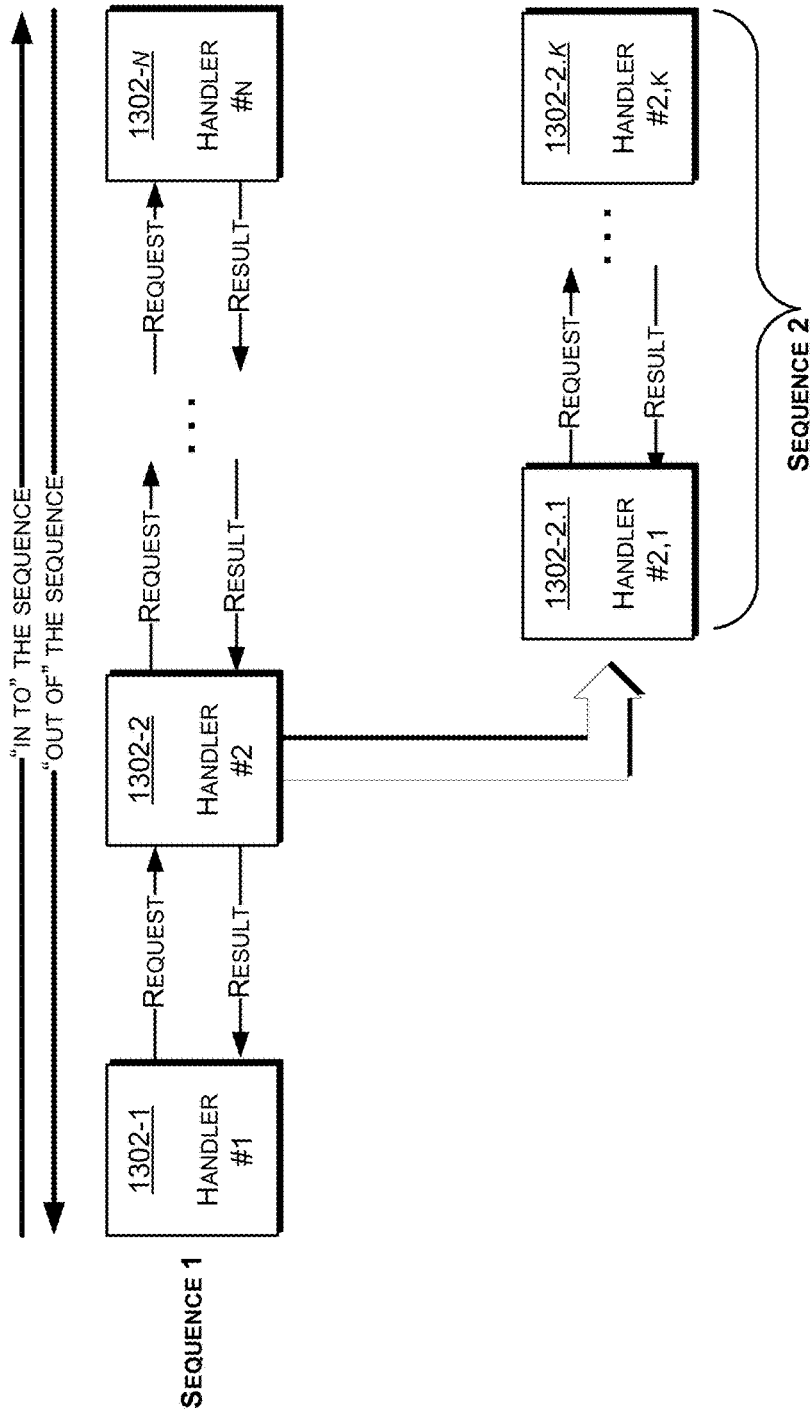 “IN TO” THE SEQUENCE
“OUT OF” THE SEQUENCE
SEQUENCE 1
1302-1
HANDLER
#1
REQUEST
RESULT
1302-2
HANDLER
#2
REQUEST
RESULT
...
REQUEST
RESULT
1302-N
HANDLER
#N
1302-2.1
HANDLER
#2,1
REQUEST
RESULT
...
1302-2.K
HANDLER
#2,K
SEQUENCE 2